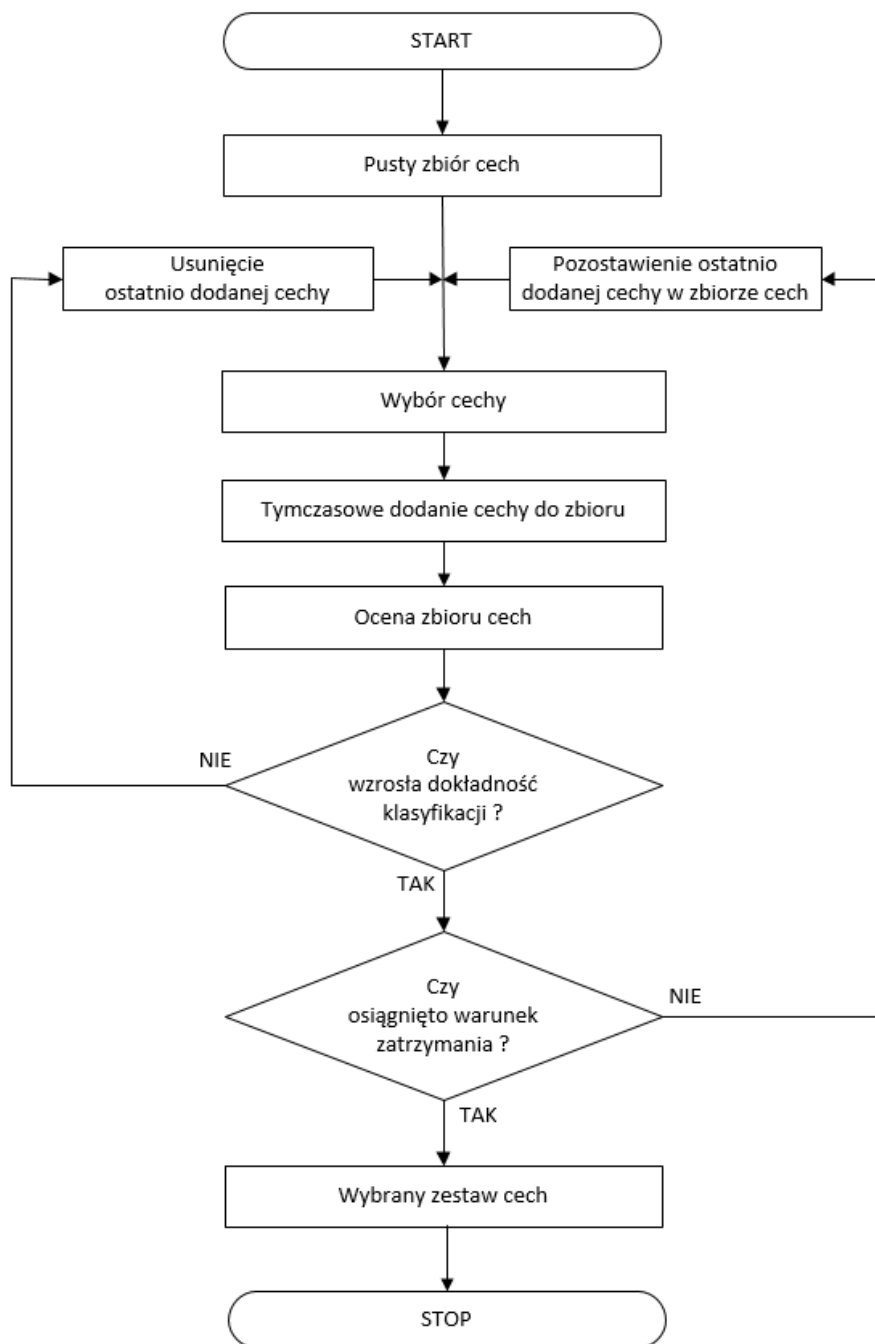 START
Pusty zbiór cech
Usunięcie
ostatnio dodanej cechy
Pozostawienie ostatnio
dodanej cechy w zbiorze cech
Wybór cechy
Tymczasowe dodanie cechy do zbioru
Ocena zbioru cech
NIE
Czy
wzrosła dokładność
klasyfikacji ?
TAK
Czy
osiągnięto warunek
zatrzymania ?
NIE
TAK
Wybrany zestaw cech
STOP